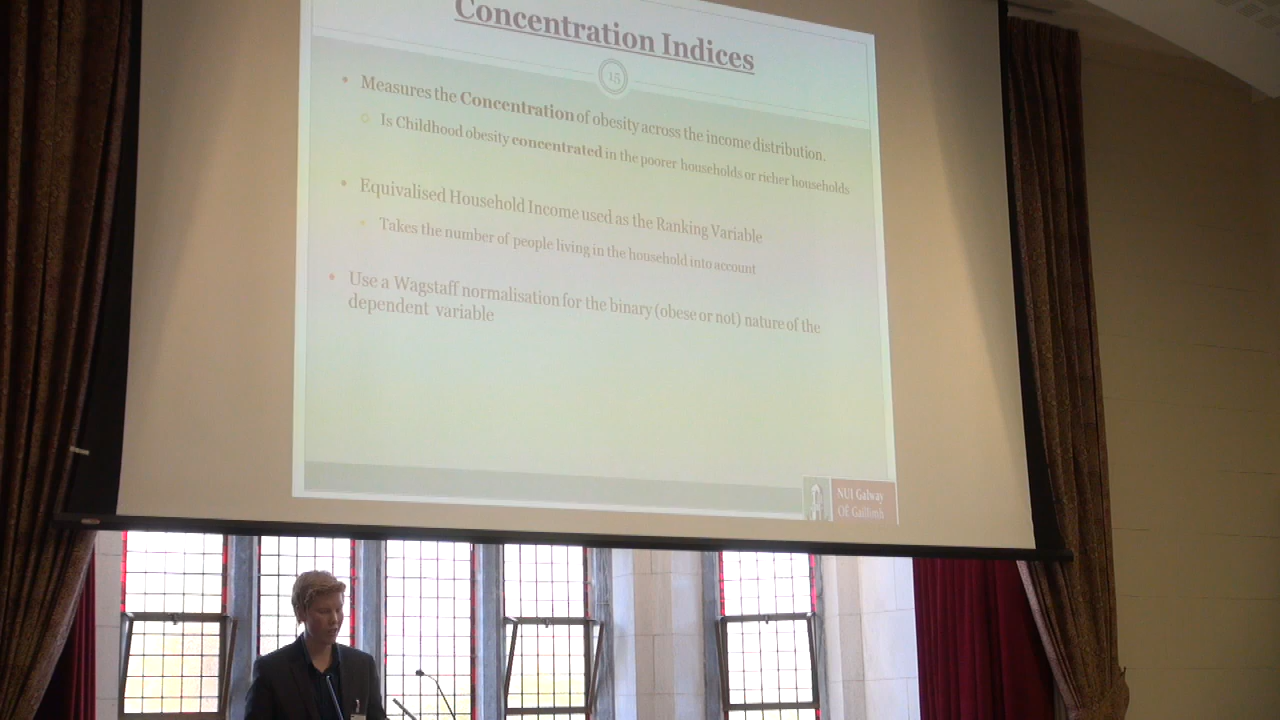 Concentration Indices
15
• Measures the Concentration of obesity across the income distribution.
Is Childhood obesity concentrated in the poorer households or richer households
• Equivalised Household Income used as the Ranking Variable
Takes the number of people living in the household into account
• Use a Wagstaff normalisation for the binary (obese or not) nature of the
dependent variable
NUI Galway
OÉ Gaillimh